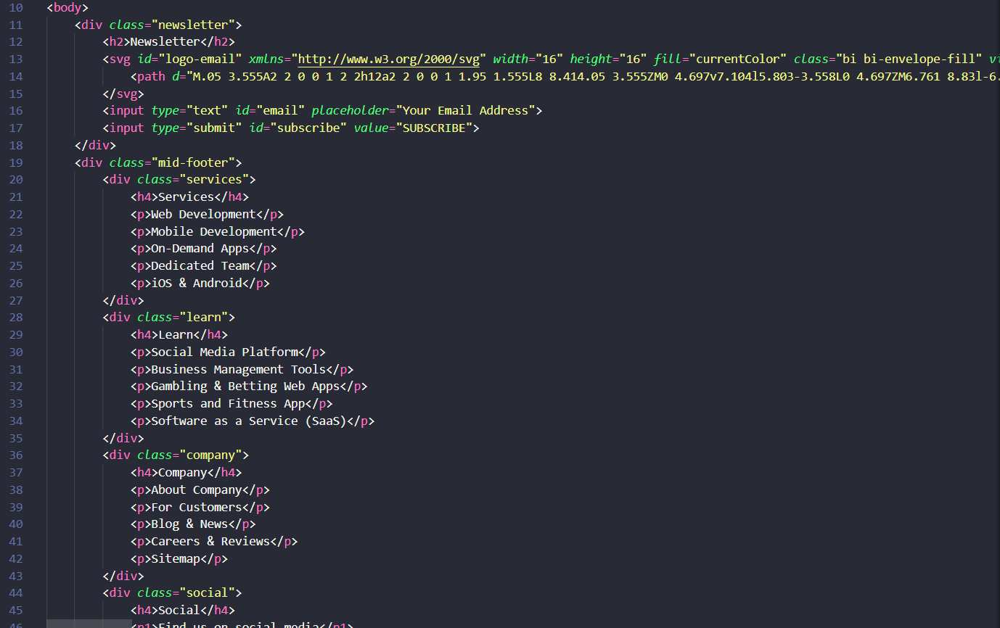 10 <body>
11 <div class="newsletter">
12 <h2>Newsletter</h2>
13 <svg id="logo-email" xmlns="http://www.w3.org/2000/svg" width="16" height="16" fill="currentColor" class="bi bi-envelope-fill" vi
14 <path d="M.05 3.555A2 2 0 0 1 2 2h12a2 2 0 0 1 1.95 1.555L8 8.414.05 3.555ZM0 4.697v7.104l5.803-3.558L0 4.697ZM6.761 8.83l-6.
15 </svg>
16 <input type="text" id="email" placeholder="Your Email Address">
17 <input type="submit" id="subscribe" value="SUBSCRIBE">
18 </div>
19 <div class="mid-footer">
20 <div class="services">
21 <h4>Services</h4>
22 <p>Web Development</p>
23 <p>Mobile Development</p>
24 <p>On-Demand Apps</p>
25 <p>Dedicated Team</p>
26 <p>iOS & Android</p>
27 </div>
28 <div class="learn">
29 <h4>Learn</h4>
30 <p>Social Media Platform</p>
31 <p>Business Management Tools</p>
32 <p>Gambling & Betting Web Apps</p>
33 <p>Sports and Fitness App</p>
34 <p>Software as a Service (SaaS)</p>
35 </div>
36 <div class="company">
37 <h4>Company</h4>
38 <p>About Company</p>
39 <p>For Customers</p>
40 <p>Blog & News</p>
41 <p>Careers & Reviews</p>
42 <p>Sitemap</p>
43 </div>
44 <div class="social">
45 <h4>Social</h4>
46 <p1>Find us on social media</p1>